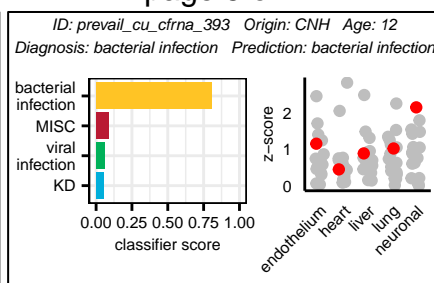 ID: prevail_cu_cfrna_393 Origin: CNH Age: 12
Diagnosis: bacterial infection Prediction: bacterial infection
bacterial
infection
MISC
viral
infection
KD
0.00 0.25 0.50 0.75 1.00
classifier score
z-score
2
1
0
endothelium
heart
liver
lung
neuronal